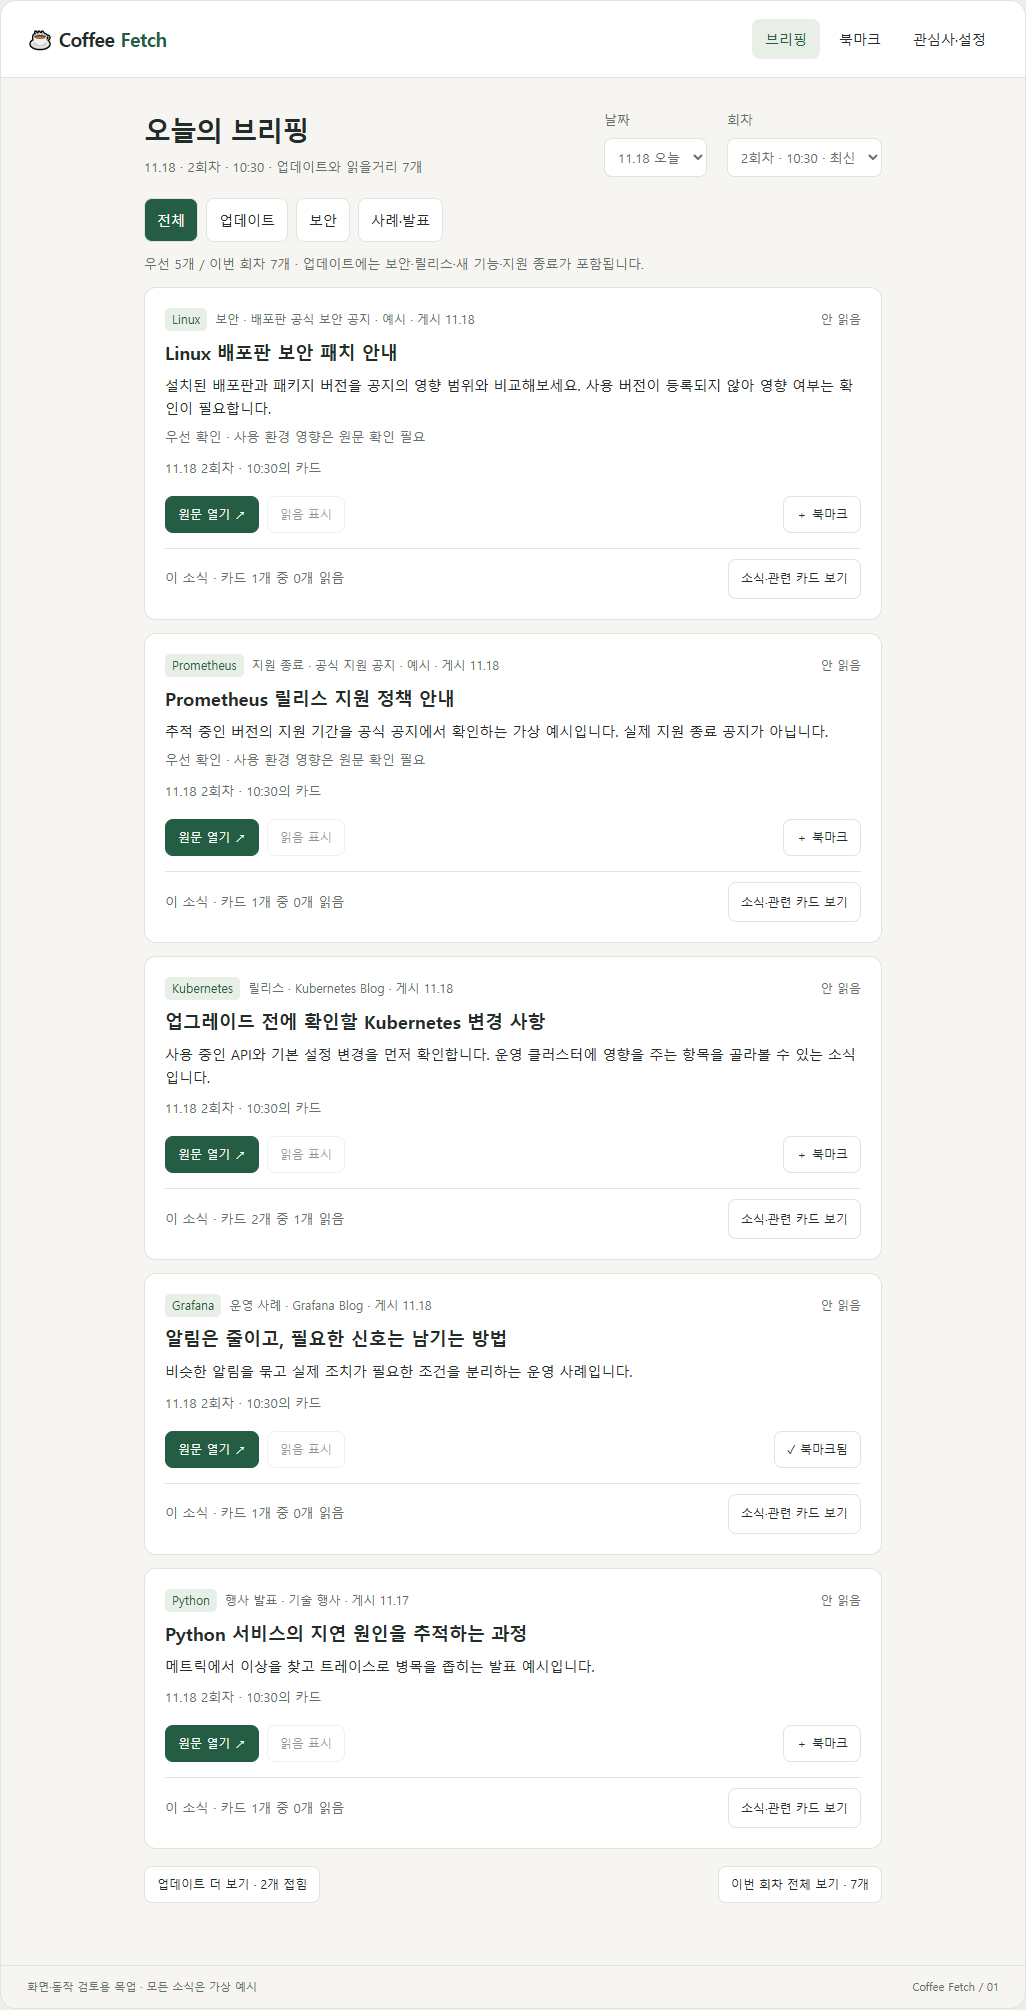 Coffee Fetch
브리핑
북마크
관심사·설정
오늘의 브리핑
11.18 · 2회차 · 10:30 · 업데이트와 읽을거리 7개
날짜
11.18 오늘
회차
2회차 · 10:30 · 최신
전체
업데이트
보안
사례·발표
우선 5개 / 이번 회차 7개 · 업데이트에는 보안·릴리스·새 기능·지원 종료가 포함됩니다.
Linux 보안 · 배포판 공식 보안 공지 · 예시 · 게시 11.18
안 읽음
Linux 배포판 보안 패치 안내
설치된 배포판과 패키지 버전을 공지의 영향 범위와 비교해보세요. 사용 버전이 등록되지 않아 영향 여부는 확
인이 필요합니다.
우선 확인 · 사용 환경 영향은 원문 확인 필요
11.18 2회차 · 10:30의 카드
원문 열기 ↗
읽음 표시
+ 북마크
이 소식 · 카드 1개 중 0개 읽음
소식·관련 카드 보기
Prometheus 지원 종료 · 공식 지원 공지 · 예시 · 게시 11.18
안 읽음
Prometheus 릴리스 지원 정책 안내
추적 중인 버전의 지원 기간을 공식 공지에서 확인하는 가상 예시입니다. 실제 지원 종료 공지가 아닙니다.
우선 확인 · 사용 환경 영향은 원문 확인 필요
11.18 2회차 · 10:30의 카드
원문 열기 ↗
읽음 표시
+ 북마크
이 소식 · 카드 1개 중 0개 읽음
소식·관련 카드 보기
Kubernetes 릴리스 · Kubernetes Blog · 게시 11.18
안 읽음
업그레이드 전에 확인할 Kubernetes 변경 사항
사용 중인 API와 기본 설정 변경을 먼저 확인합니다. 운영 클러스터에 영향을 주는 항목을 골라볼 수 있는 소식
입니다.
11.18 2회차 · 10:30의 카드
원문 열기 ↗
읽음 표시
+ 북마크
이 소식 · 카드 2개 중 1개 읽음
소식·관련 카드 보기
Grafana 운영 사례 · Grafana Blog · 게시 11.18
안 읽음
알림은 줄이고, 필요한 신호는 남기는 방법
비슷한 알림을 묶고 실제 조치가 필요한 조건을 분리하는 운영 사례입니다.
11.18 2회차 · 10:30의 카드
원문 열기 ↗
읽음 표시
✓ 북마크됨
이 소식 · 카드 1개 중 0개 읽음
소식·관련 카드 보기
Python 행사 발표 · 기술 행사 · 게시 11.17
안 읽음
Python 서비스의 지연 원인을 추적하는 과정
메트릭에서 이상을 찾고 트레이스로 병목을 좁히는 발표 예시입니다.
11.18 2회차 · 10:30의 카드
원문 열기 ↗
읽음 표시
+ 북마크
이 소식 · 카드 1개 중 0개 읽음
소식·관련 카드 보기
업데이트 더 보기 · 2개 접힘
이번 회차 전체 보기 · 7개
화면·동작 검토용 목업 · 모든 소식은 가상 예시
Coffee Fetch / 01